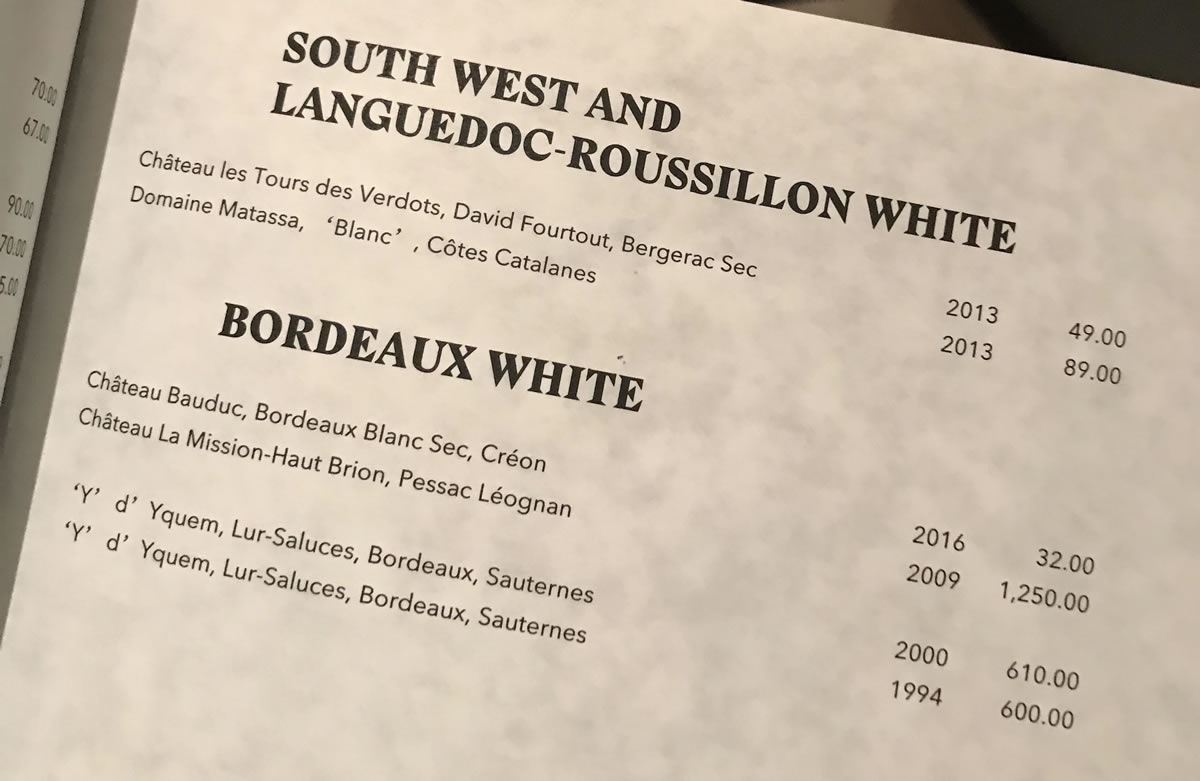 70.00
67.00
90.00
70.00
5.00
SOUTH WEST AND
LANGUEDOC-ROUSSILLON WHITE
Château les Tours des Verdots, David Fourtout, Bergerac Sec 2013 49.00
Domaine Matassa, ‘Blanc’ , Côtes Catalanes 2013 89.00
BORDEAUX WHITE
Château Bauduc, Bordeaux Blanc Sec, Créon 2016 32.00
Château La Mission-Haut Brion, Pessac Léognan 2009 1,250.00
‘Y’ d’ Yquem, Lur-Saluces, Bordeaux, Sauternes 2000 610.00
‘Y’ d’ Yquem, Lur-Saluces, Bordeaux, Sauternes 1994 600.00